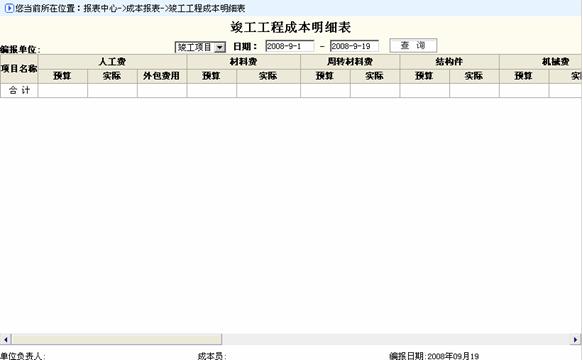 您当前所在位置：报表中心->成本报表->竣工工程成本明细表
竣工工程成本明细表
编报单位: 竣工项目 日期： 2008-9-1 - 2008-9-19 查 询
项目名称 人工费 材料费 周转材料费 结构件 机械费
预算 实际 外包费用 预算 实际 预算 实际 预算 实际 预算 实
合 计
单位负责人: 成本员: 编报日期:2008年09月19